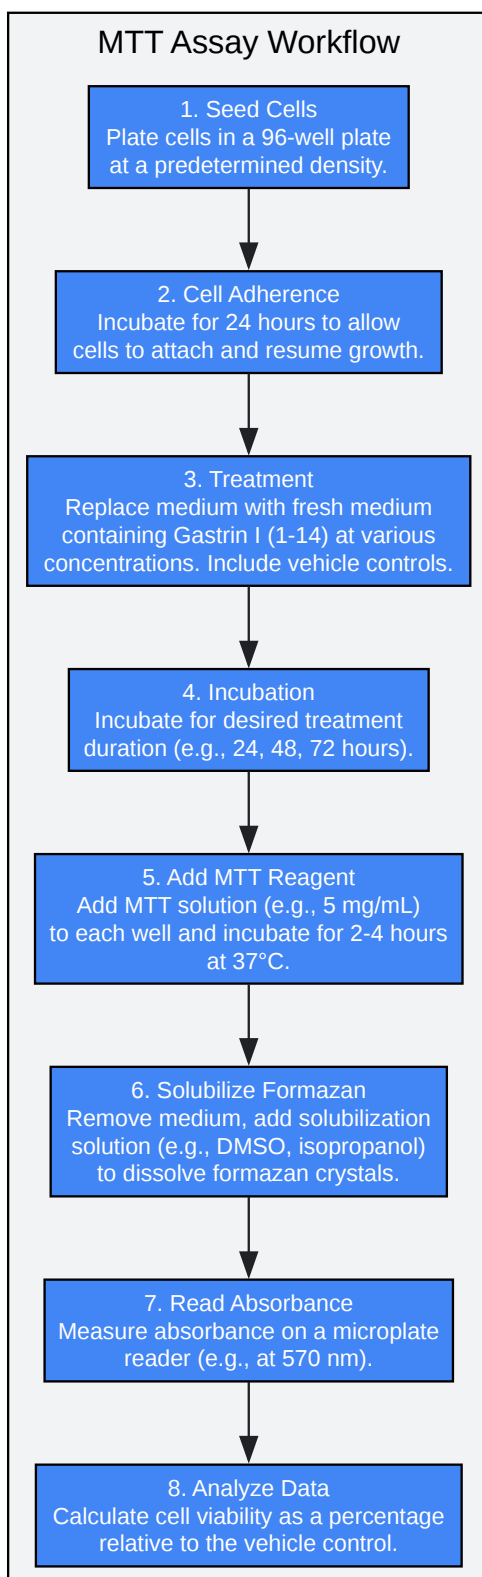 MTT Assay Workflow
1. Seed Cells
Plate cells in a 96-well plate
at a predetermined density.
2. Cell Adherence
Incubate for 24 hours to allow
cells to attach and resume growth.
3. Treatment
Replace medium with fresh medium
containing Gastrin I (1-14) at various
concentrations. Include vehicle controls.
4. Incubation
Incubate for desired treatment
duration (e.g., 24, 48, 72 hours).
5. Add MTT Reagent
Add MTT solution (e.g., 5 mg/mL)
to each well and incubate for 2-4 hours
at 37°C.
6. Solubilize Formazan
Remove medium, add solubilization
solution (e.g., DMSO, isopropanol)
to dissolve formazan crystals.
7. Read Absorbance
Measure absorbance on a microplate
reader (e.g., at 570 nm).
8. Analyze Data
Calculate cell viability as a percentage
relative to the vehicle control.